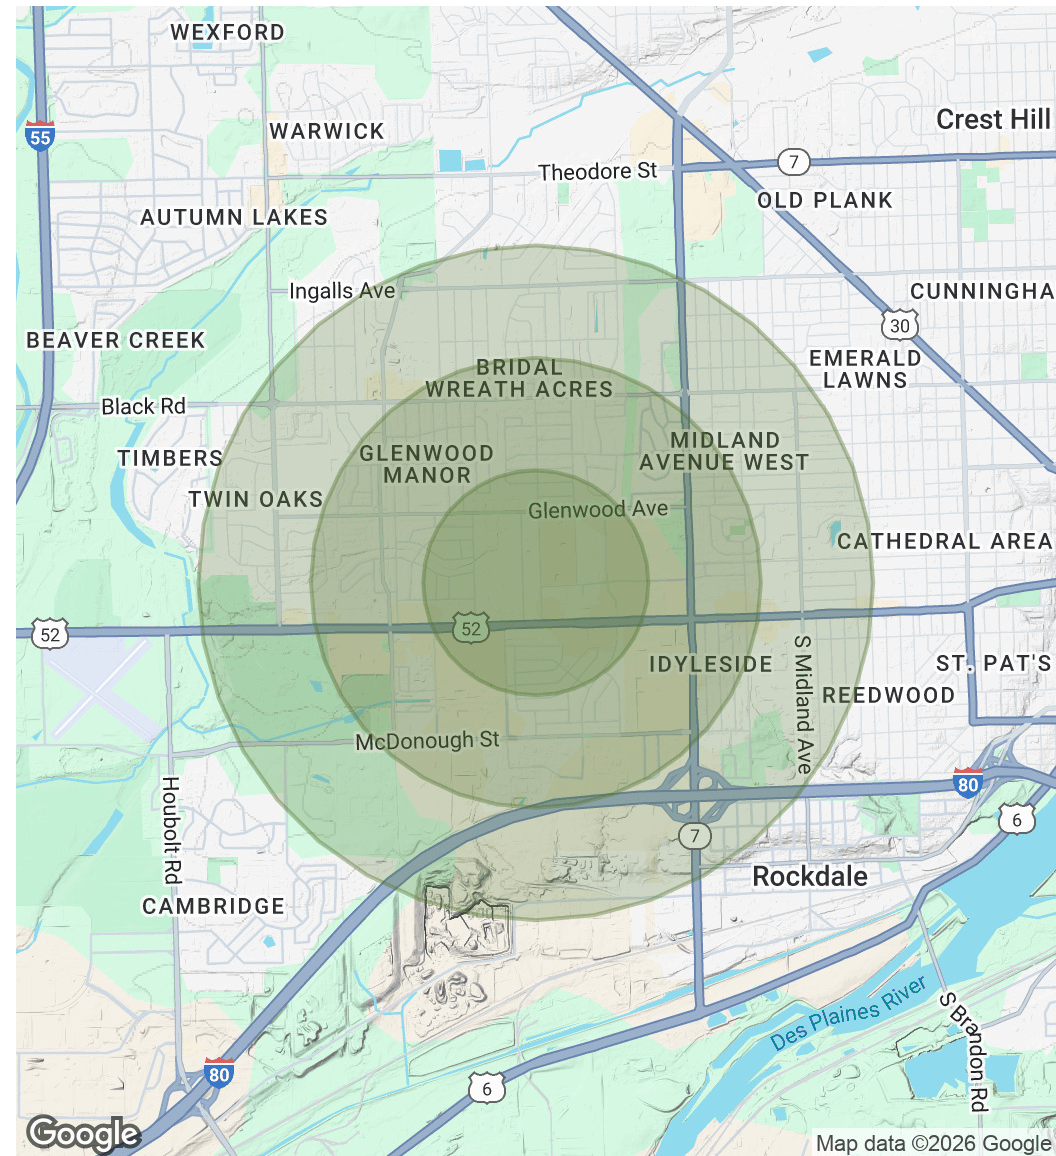 WEXFORD
Crest Hill
55
WARWICK
7
Theodore St
OLD PLANK
AUTUMN LAKES
Ingalls Ave
CUNNINGHA
30
BEAVER CREEK
EMERALD
LAWNS
BRIDAL
WREATH ACRES
Black Rd
MIDLAND
AVENUE WEST
GLENWOOD
MANOR
TIMBERS
TWIN OAKS
Glenwood Ave
CATHEDRAL AREA
52
52
IDYLESIDE
ST. PAT'S
REEDWOOD
S Midland Ave
McDonough St
80
6
Houbolt Rd
7
Rockdale
CAMBRIDGE
Des Plaines River
S Brandon Rd
80
6
Google
Map data ©2026 Google